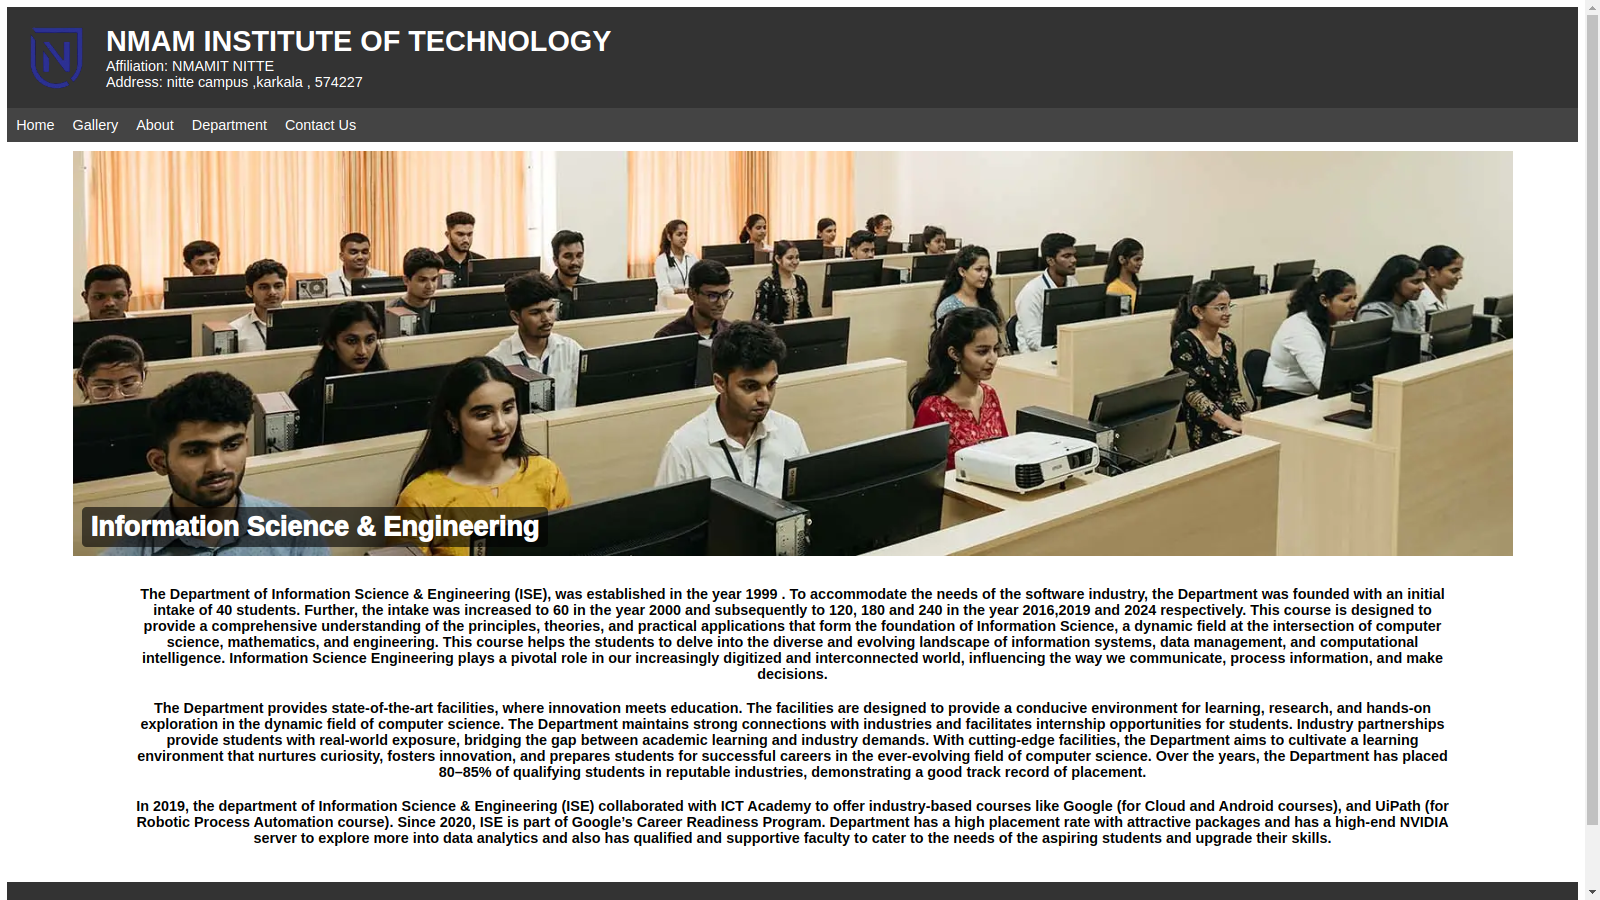 N
NMAM INSTITUTE OF TECHNOLOGY
Affiliation: NMAMIT NITTE
Address: nitte campus ,karkala , 574227
Home Gallery About Department Contact Us
Information Science & Engineering
The Department of Information Science & Engineering (ISE), was established in the year 1999 . To accommodate the needs of the software industry, the Department was founded with an initial
intake of 40 students. Further, the intake was increased to 60 in the year 2000 and subsequently to 120, 180 and 240 in the year 2016,2019 and 2024 respectively. This course is designed to
provide a comprehensive understanding of the principles, theories, and practical applications that form the foundation of Information Science, a dynamic field at the intersection of computer
science, mathematics, and engineering. This course helps the students to delve into the diverse and evolving landscape of information systems, data management, and computational
intelligence. Information Science Engineering plays a pivotal role in our increasingly digitized and interconnected world, influencing the way we communicate, process information, and make
decisions.
The Department provides state-of-the-art facilities, where innovation meets education. The facilities are designed to provide a conducive environment for learning, research, and hands-on
exploration in the dynamic field of computer science. The Department maintains strong connections with industries and facilitates internship opportunities for students. Industry partnerships
provide students with real-world exposure, bridging the gap between academic learning and industry demands. With cutting-edge facilities, the Department aims to cultivate a learning
environment that nurtures curiosity, fosters innovation, and prepares students for successful careers in the ever-evolving field of computer science. Over the years, the Department has placed
80–85% of qualifying students in reputable industries, demonstrating a good track record of placement.
In 2019, the department of Information Science & Engineering (ISE) collaborated with ICT Academy to offer industry-based courses like Google (for Cloud and Android courses), and UiPath (for
Robotic Process Automation course). Since 2020, ISE is part of Google’s Career Readiness Program. Department has a high placement rate with attractive packages and has a high-end NVIDIA
server to explore more into data analytics and also has qualified and supportive faculty to cater to the needs of the aspiring students and upgrade their skills.